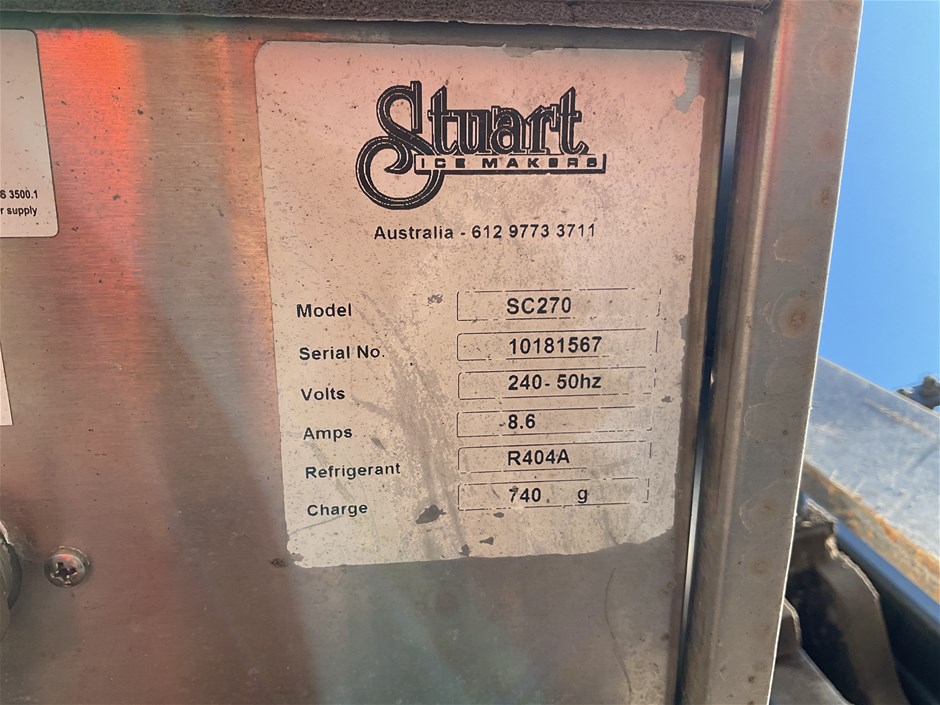 S 3500.1
r supply
Stuart
ICE MAKERS
Australia - 612 9773 3711
Model SC270
Serial No. 10181567
Volts 240-50hz
Amps 8.6
Refrigerant R404A
Charge 740 g